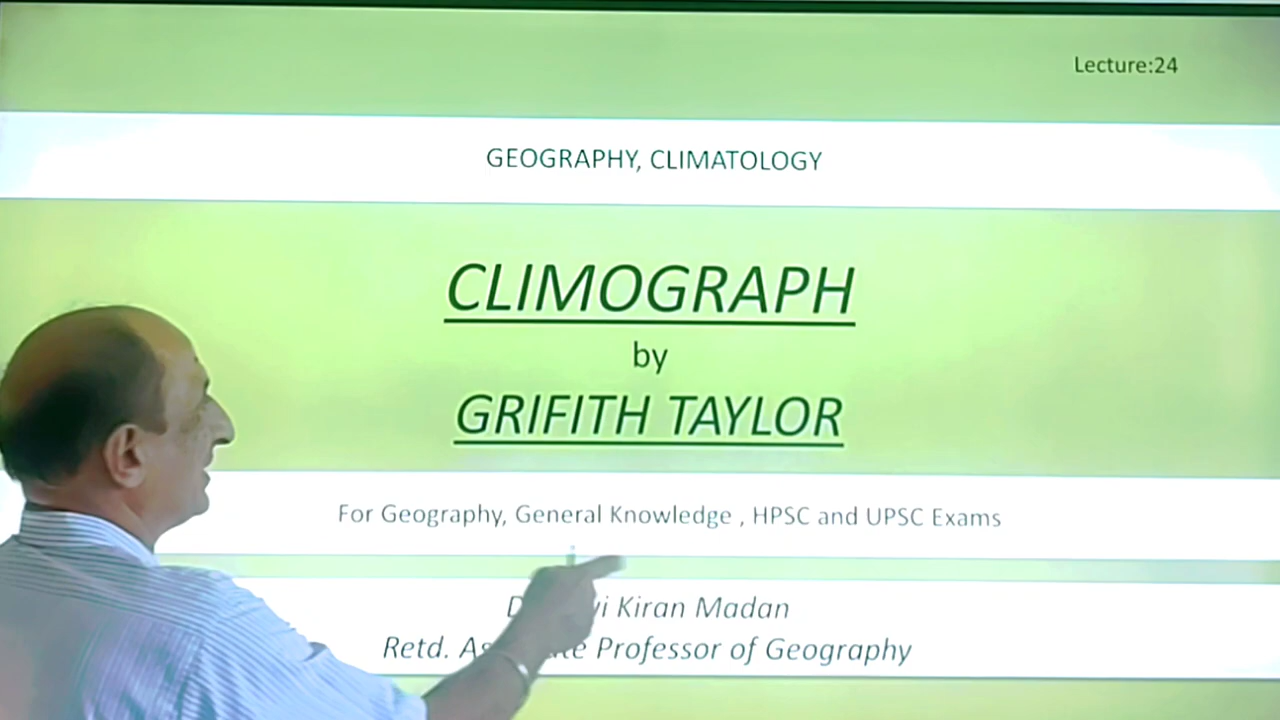 Lecture:24
GEOGRAPHY, CLIMATOLOGY
CLIMOGRAPH
by
GRIFITH TAYLOR
For Geography, General Knowledge , HPSC and UPSC Exams
Kiran Madan
Retd. Professor of Geography